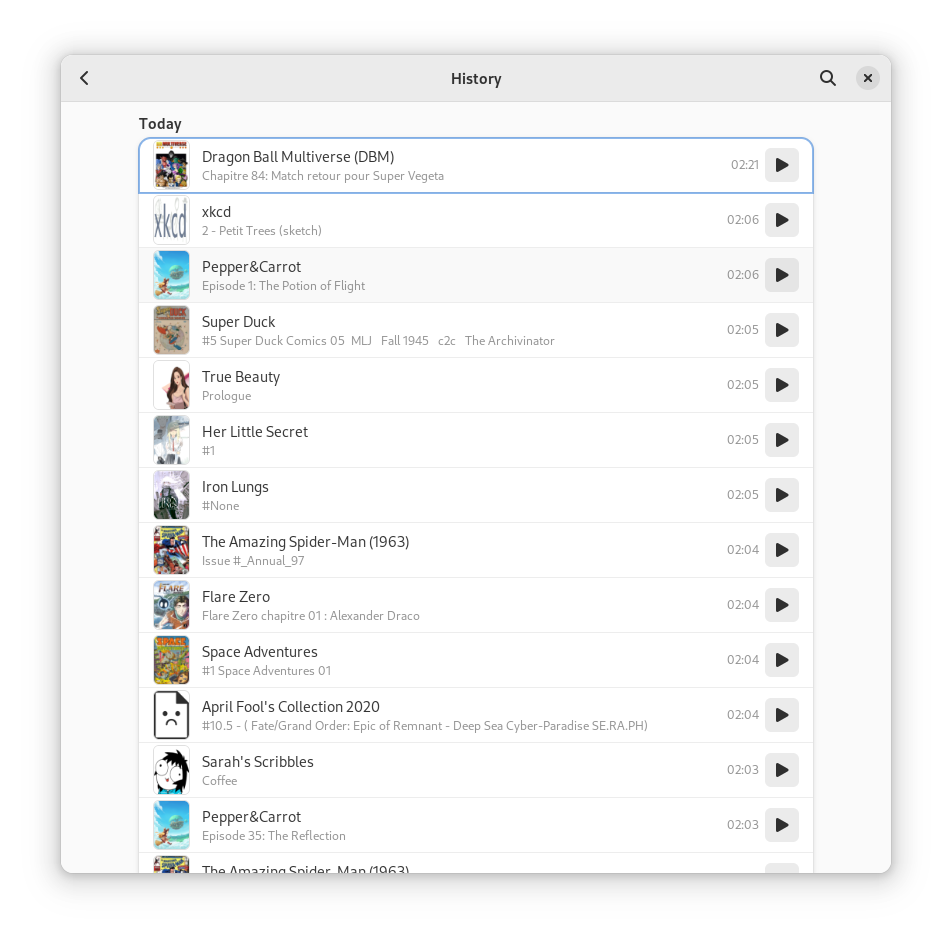 History
Today
Dragon Ball Multiverse (DBM)
Chapitre 84: Match retour pour Super Vegeta
02:21
xkcd
xkcd
2 - Petit Trees (sketch)
02:06
Pepper&Carrot
Episode 1: The Potion of Flight
02:06
Super Duck
#5 Super Duck Comics 05 MLJ Fall 1945 c2c The Archivinator
02:05
True Beauty
Prologue
02:05
Her Little Secret
#1
02:05
Iron Lungs
#None
02:05
The Amazing Spider-Man (1963)
Issue #_Annual_97
02:04
FLARE
Flare Zero
Flare Zero chapitre 01 : Alexander Draco
02:04
Space Adventures
#1 Space Adventures 01
02:04
April Fool's Collection 2020
#10.5 - ( Fate/Grand Order: Epic of Remnant - Deep Sea Cyber-Paradise SE.RA.PH)
02:04
Sarah's Scribbles
Coffee
02:03
Pepper&Carrot
Episode 35: The Reflection
02:03
The Amazing Spider-Man (1963)